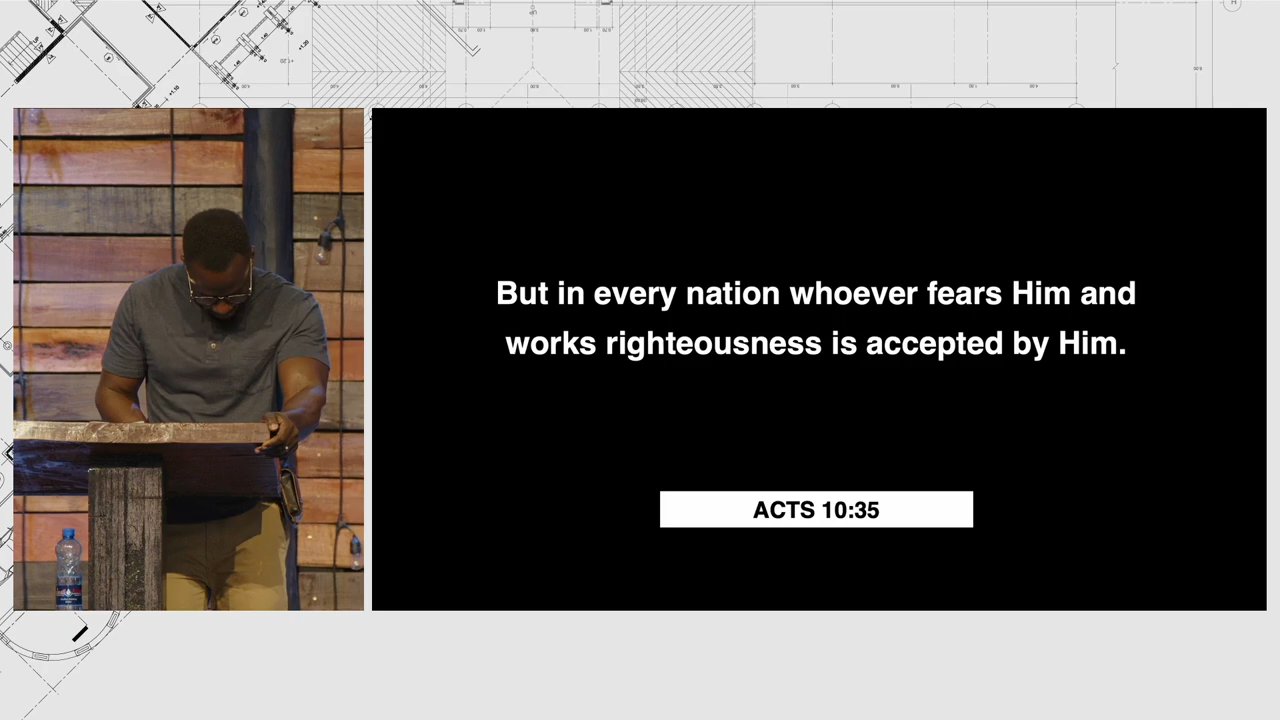 But in every nation whoever fears Him and
works righteousness is accepted by Him.
ACTS 10:35